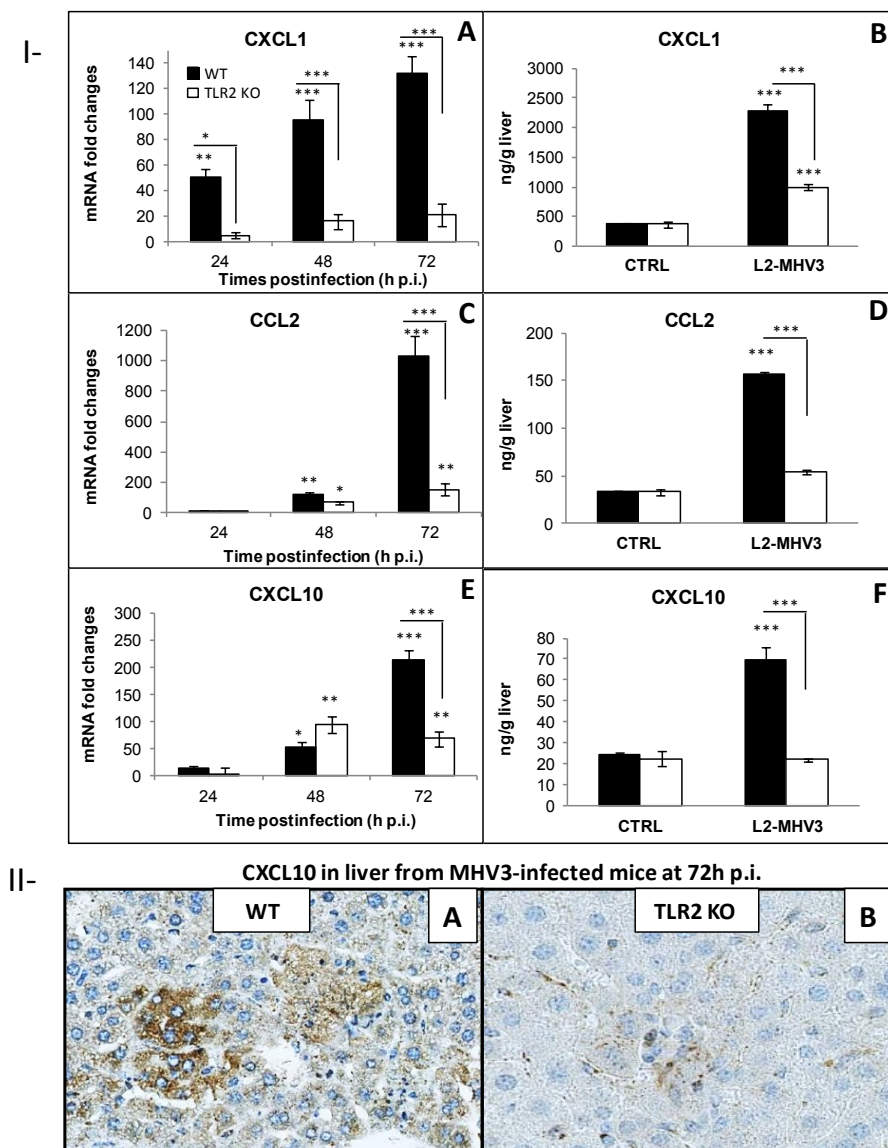 I-
CXCL1
A
mRNA fold changes
140
120
100
80
60
40
20
0
WT
TLR2 KO
*
**
***
***
***
***
24
48
72
Times postinfection (h p.i.)
CXCL1
B
ng/g liver
3000
2500
2000
1000
500
0
***
***
***
CTRL
L2-MHV3
CCL2
C
mRNA fold changes
1200
1000
800
600
400
200
0
**
*
***
***
**
24
48
72
Time postinfection (h p.i.)
CCL2
D
ng/g liver
200
150
100
50
0
***
***
CTRL
L2-MHV3
CXCL10
E
mRNA fold changes
300
250
200
150
100
50
0
*
**
***
***
**
24
48
72
Time postinfection (h p.i.)
CXCL10
F
ng/g liver
80
70
60
50
40
30
20
10
0
***
***
CTRL
L2-MHV3
II-
CXCL10 in liver from MHV3-infected mice at 72h p.i.
WT
A
TLR2 KO
B